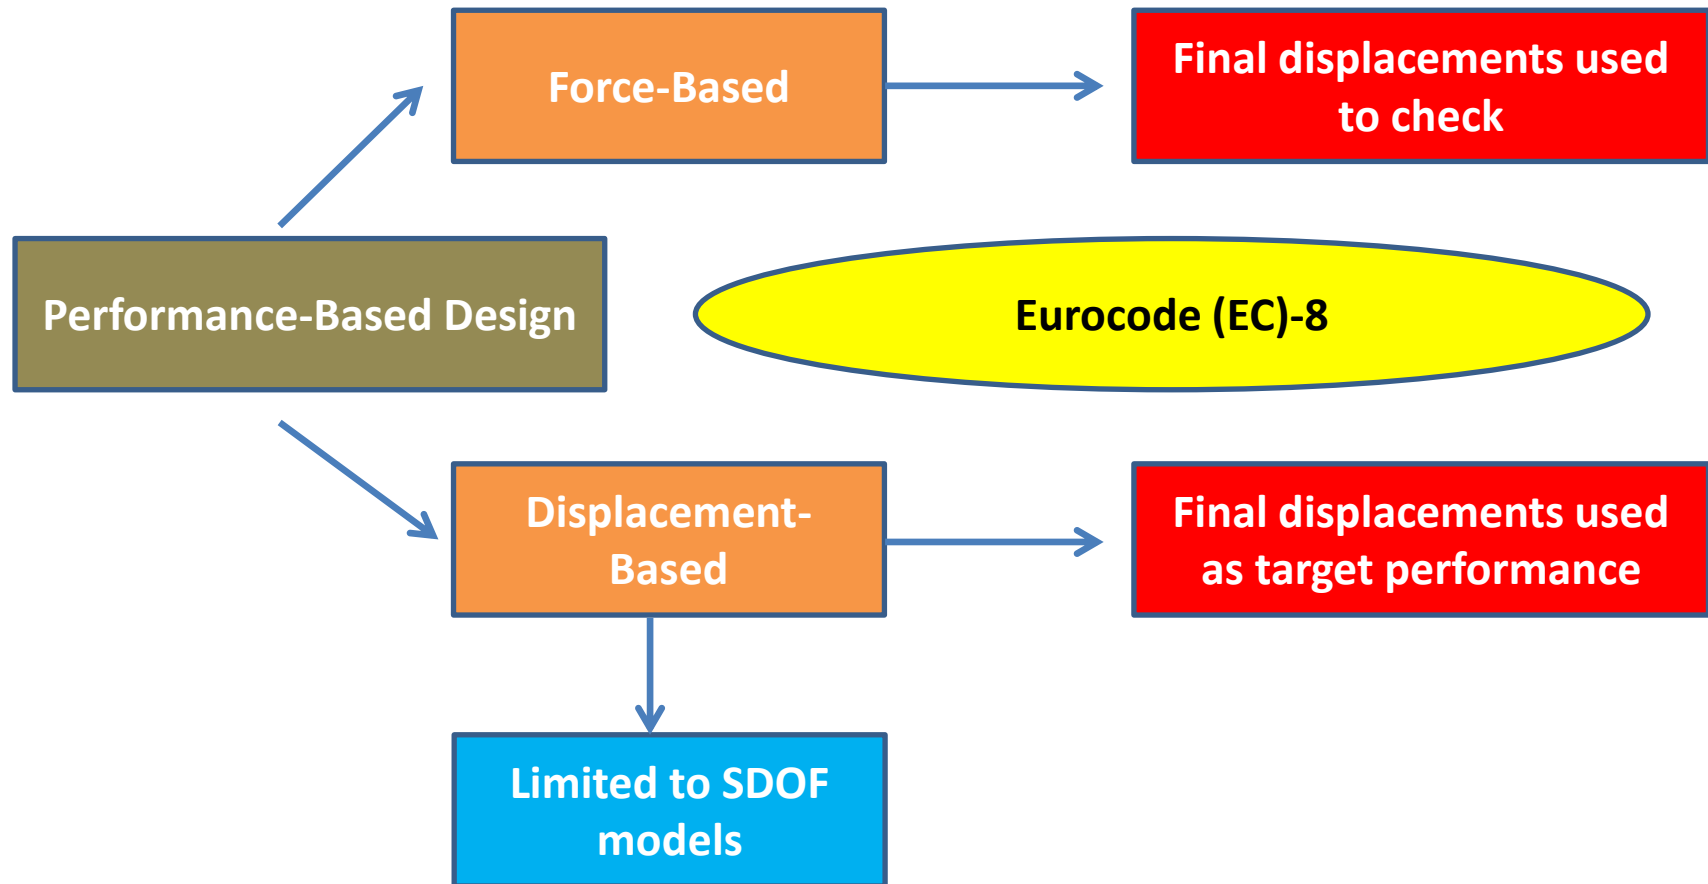 Force-Based
Final displacements used
to check
Performance-Based Design
Eurocode (EC)-8
Displacement-
Based
Final displacements used
as target performance
Limited to SDOF
models